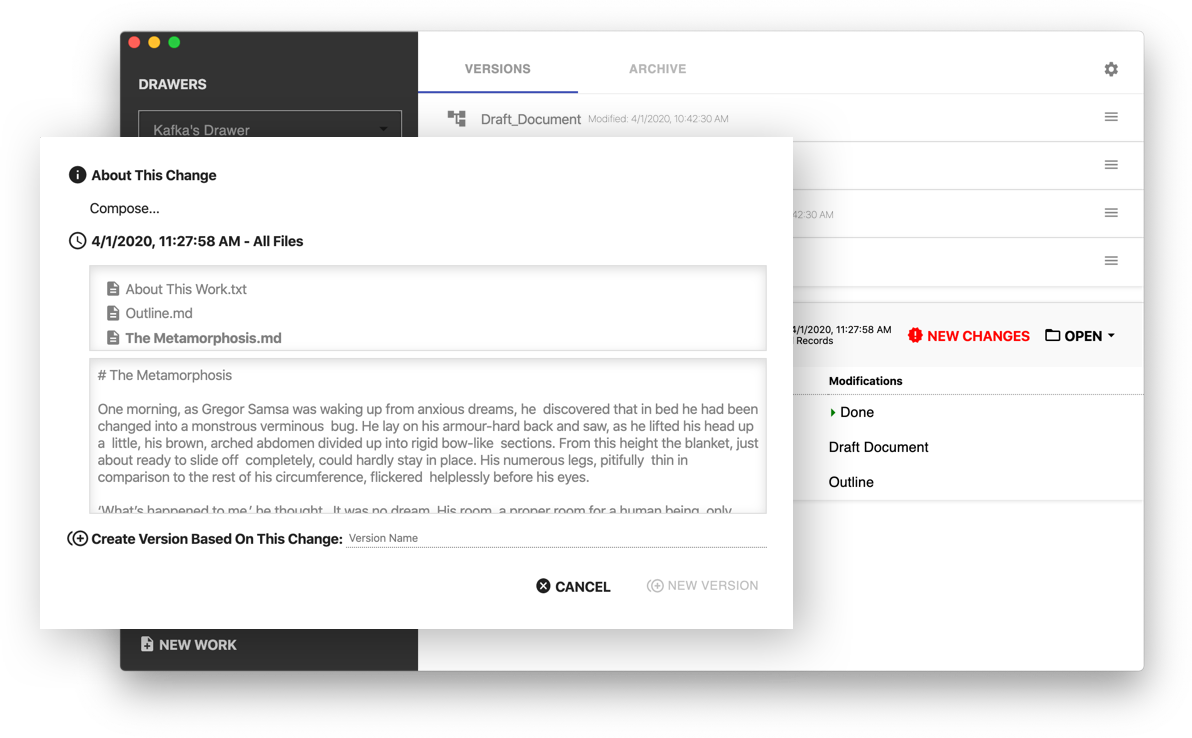 DRAWERS
Kafka's Drawer
VERSIONS
ARCHIVE
Draft_Document Modified: 4/1/2020, 10:42:30 AM
42:30 AM
About This Change
Compose...
4/1/2020, 11:27:58 AM - All Files
About This Work.txt
Outline.md
The Metamorphosis.md
# The Metamorphosis
One morning, as Gregor Samsa was waking up from anxious dreams, he  discovered that in bed he had been
changed into a monstrous verminous  bug. He lay on his armour-hard back and saw, as he lifted his head up
a  little, his brown, arched abdomen divided up into rigid bow-like  sections. From this height the blanket, just
about ready to slide off  completely, could hardly stay in place. His numerous legs, pitifully  thin in
comparison to the rest of his circumference, flickered  helplessly before his eyes.
‘What’s happened to me,’ he thought.  It was no dream. His room, a proper room for a human being, only
Create Version Based On This Change: Version Name
CANCEL
NEW VERSION
4/1/2020, 11:27:58 AM
Records
NEW CHANGES
OPEN
Modifications
Done
Draft Document
Outline
NEW WORK